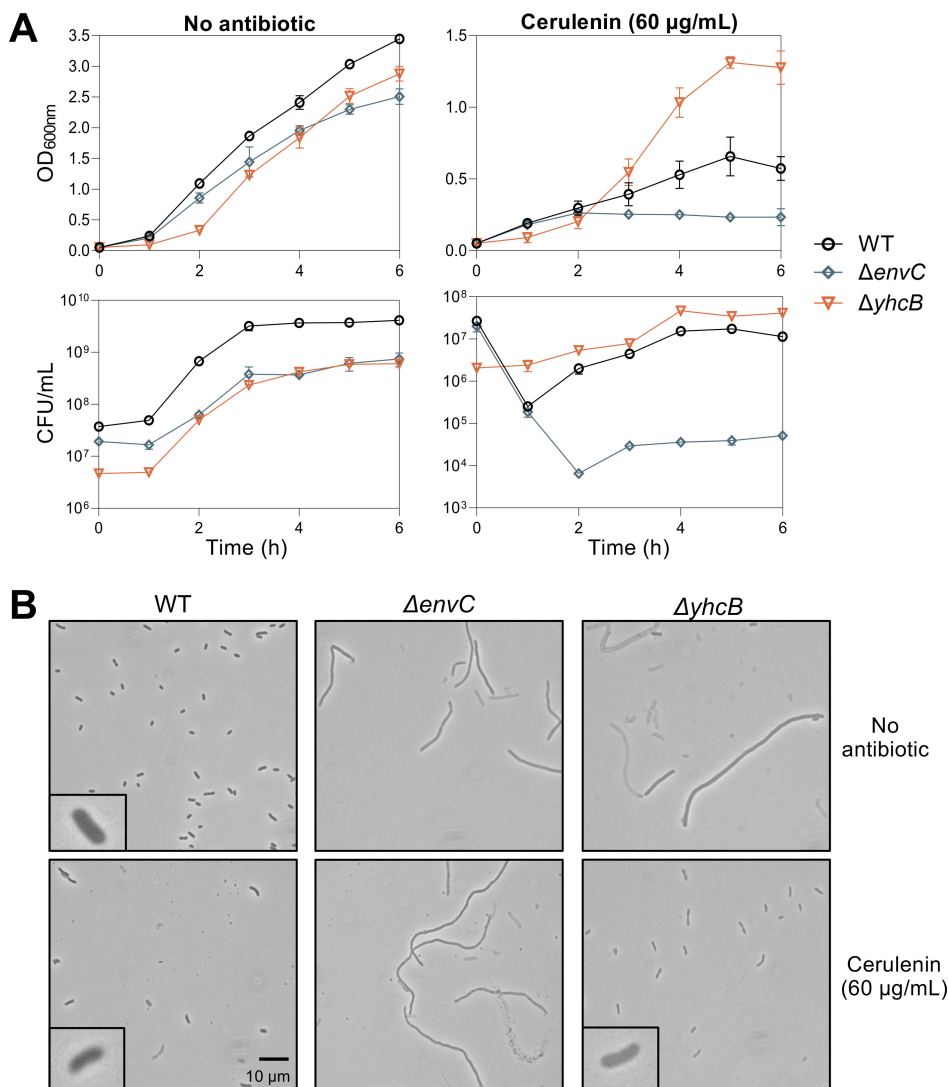 A
No antibiotic
Cerulenin (60 µg/mL)
OD600nm
3.5
3.0
2.5
2.0
1.5
1.0
0.5
0.0
0 2 4 6
1.5
1.0
0.5
0.0
0 2 4 6
WT
ΔenvC
ΔyhcB
CFU/mL
10^10
10^9
10^8
10^7
10^6
0 2 4 6
Time (h)
10^8
10^7
10^6
10^5
10^4
10^3
0 2 4 6
Time (h)
B
WT
ΔenvC
ΔyhcB
No
antibiotic
Cerulenin
(60 µg/mL)
10 µm